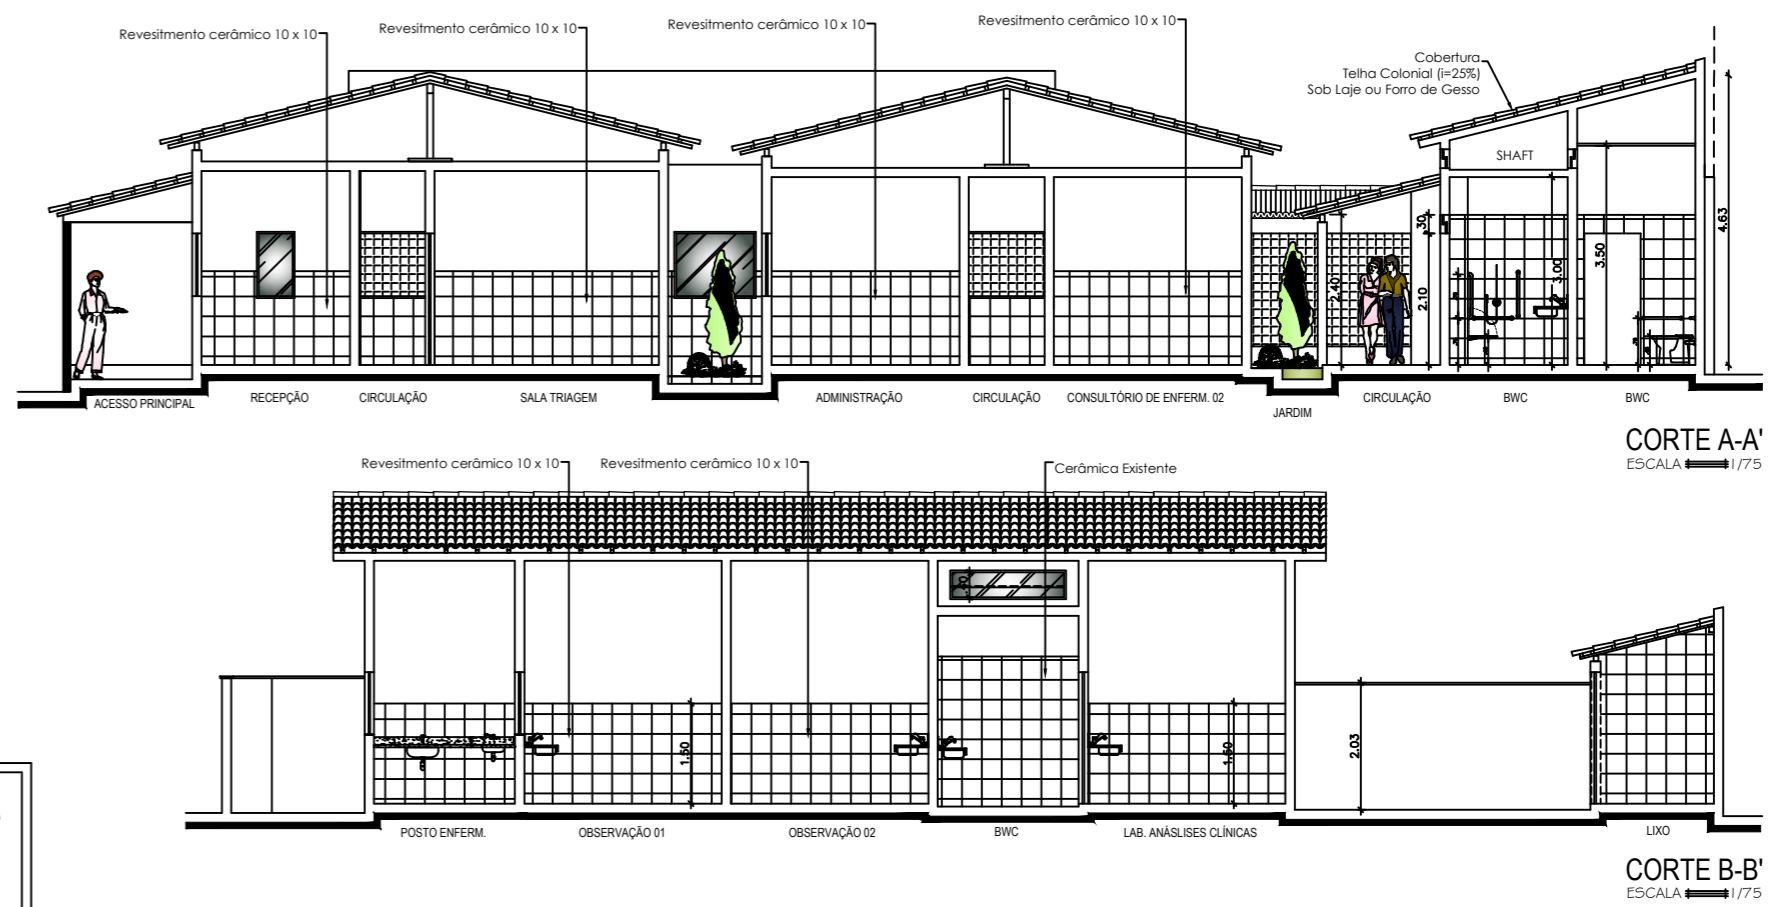 Revesitmento cerâmico 10 x 10
Revesitmento cerâmico 10 x 10
Revesitmento cerâmico 10 x 10
Revesitmento cerâmico 10 x 10
Cobertura
Telha Colonial (i=25%)
Sob Laje ou Forro de Gesso
SHAFT
2.40
30
2.10
3.00
3.50
4.63
ACESSO PRINCIPAL
RECEPÇÃO
CIRCULAÇÃO
SALA TRIAGEM
ADMINISTRAÇÃO
CIRCULAÇÃO
CONSULTÓRIO DE ENFERM. 02
JARDIM
CIRCULAÇÃO
BWC
BWC
CORTE A-A'
ESCALA 1/75
Revesitmento cerâmico 10 x 10
Revesitmento cerâmico 10 x 10
Cerâmica Existente
1.50
1.50
2.03
POSTO ENFERM.
OBSERVAÇÃO 01
OBSERVAÇÃO 02
BWC
LAB. ANÁSLISES CLÍNICAS
LIXO
CORTE B-B'
ESCALA 1/75